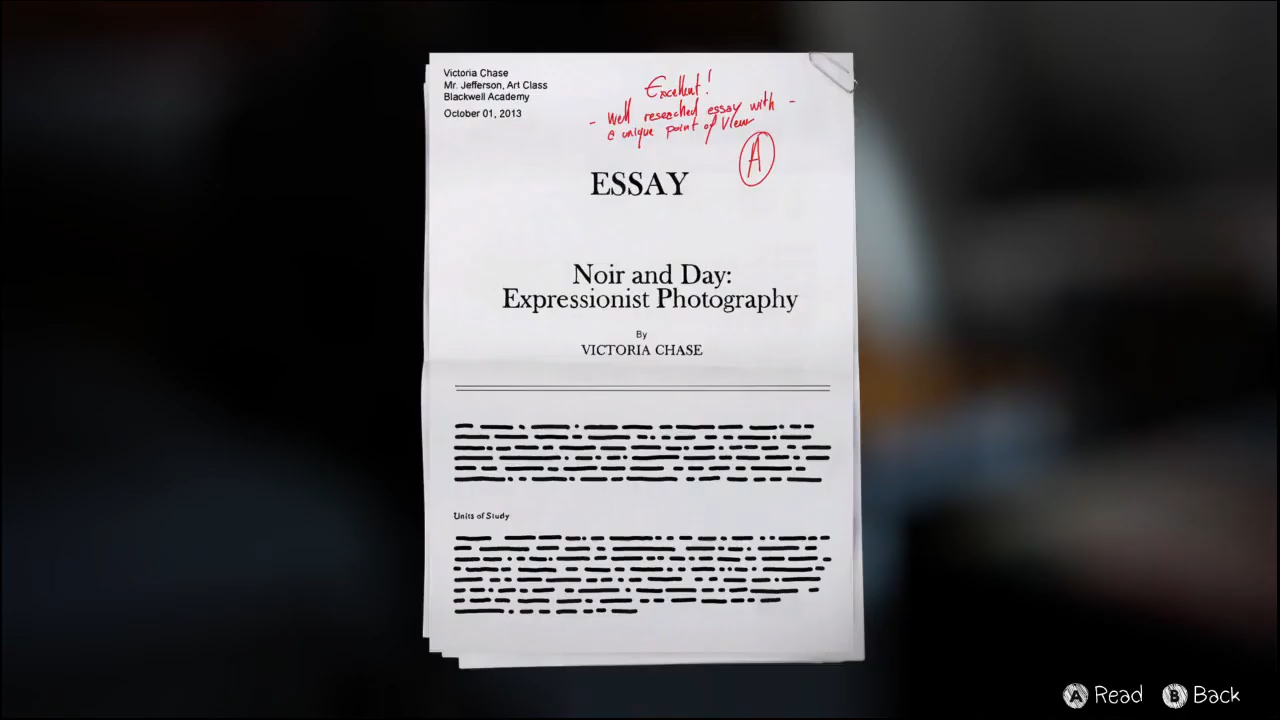 Victoria Chase
Mr. Jefferson, Art Class
Blackwell Academy
October 01, 2013
Excellent!
- Well reseached essay with -
a unique point of View
A
ESSAY
Noir and Day:
Expressionist Photography
By
VICTORIA CHASE
Units of Study
A Read B Back